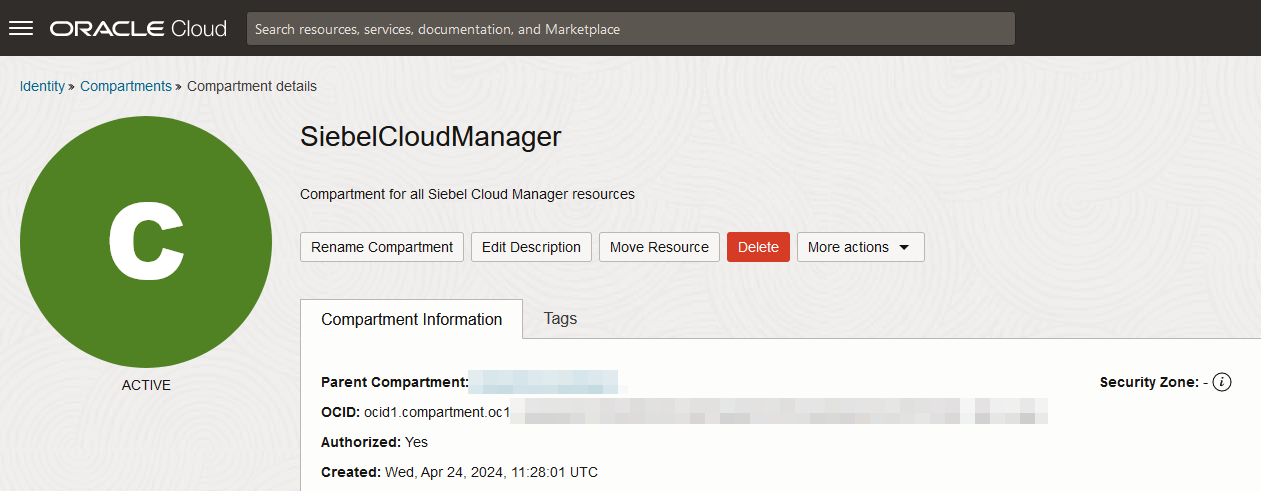 ORACLE Cloud
Search resources, services, documentation, and Marketplace
Identity » Compartments » Compartment details
C
ACTIVE
SiebelCloudManager
Compartment for all Siebel Cloud Manager resources
Rename Compartment Edit Description Move Resource Delete More actions
Compartment Information Tags
Parent Compartment: Security Zone: -
OCID: ocid1.compartment.oc1
Authorized: Yes
Created: Wed, Apr 24, 2024, 11:28:01 UTC